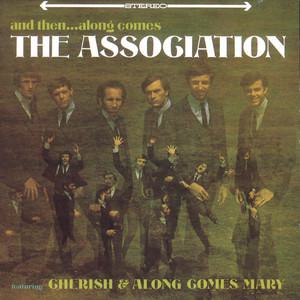 STEREO
and then...along comes
THE ASSOCIATION
featuring CHERISH & ALONG COMES MARY